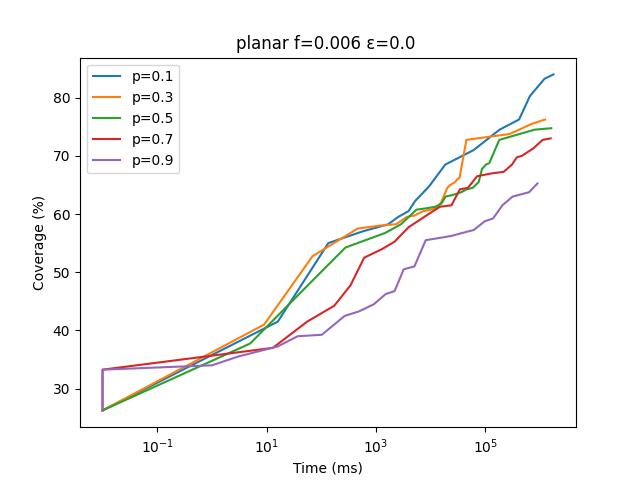 planar f=0.006 ε=0.0
p=0.1
p=0.3
p=0.5
p=0.7
p=0.9
Coverage (%)
80
70
60
50
40
30
10⁻¹ 10¹ 10³ 10⁵
Time (ms)